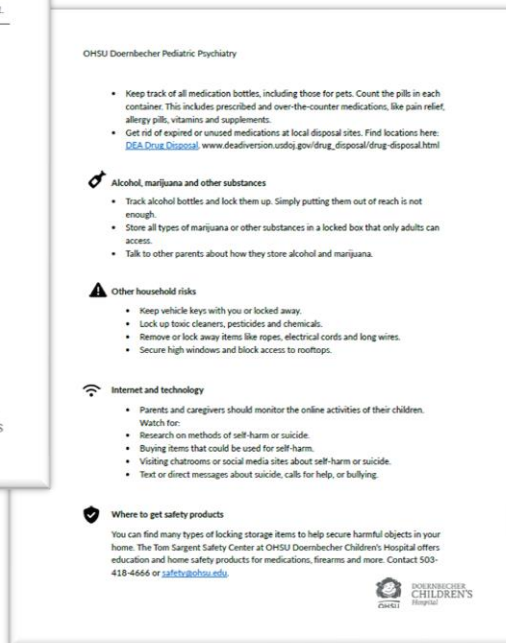 OHSU Doernbecher Pediatric Psychiatry
• Keep track of all medication bottles, including those for pets. Count the pills in each
container. This includes prescribed and over-the-counter medications, like pain relief,
allergy pills, vitamins and supplements.
• Get rid of expired or unused medications at local disposal sites. Find locations here:
DEA Drug Disposal, www.deadiversion.usdoj.gov/drug_disposal/drug-disposal.html
Alcohol, marijuana and other substances
• Track alcohol bottles and lock them up. Simply putting them out of reach is not
enough.
• Store all types of marijuana or other substances in a locked box that only adults can
access.
• Talk to other parents about how they store alcohol and marijuana.
Other household risks
• Keep vehicle keys with you or locked away.
• Lock up toxic cleaners, pesticides and chemicals.
• Remove or lock away items like ropes, electrical cords and long wires.
• Secure high windows and block access to rooftops.
Internet and technology
• Parents and caregivers should monitor the online activities of their children.
Watch for:
• Research on methods of self-harm or suicide.
• Buying items that could be used for self-harm.
• Visiting chatrooms or social media sites about self-harm or suicide.
• Text or direct messages about suicide, calls for help, or bullying.
Where to get safety products
You can find many types of locking storage items to help secure harmful objects in your
home. The Tom Sargent Safety Center at OHSU Doernbecher Children's Hospital offers
education and home safety products for medications, firearms and more. Contact 503-
418-4666 or safety@ohsu.edu.
OHSU
DOERNBECHER
CHILDREN'S
Hospital